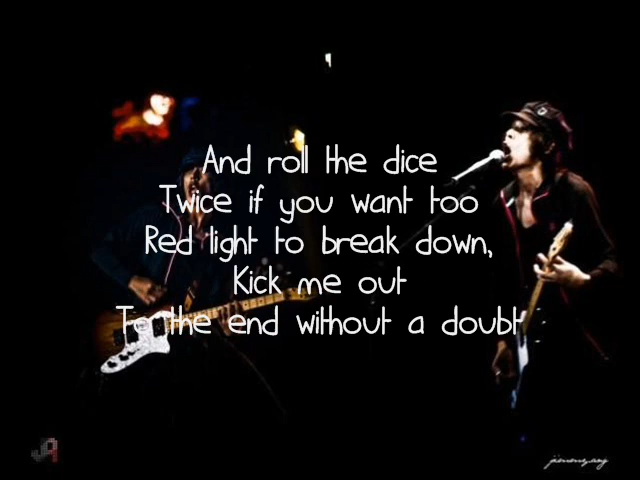 And roll the dice
Twice if you want too
Red light to break down,
Kick me out
To the end without a doubt